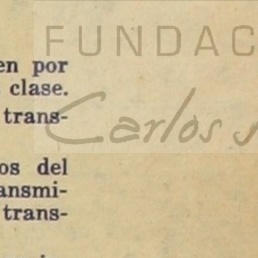 FUNDAC
en por
clase.
trans-
Carlos
os del
ansmi-
trans-